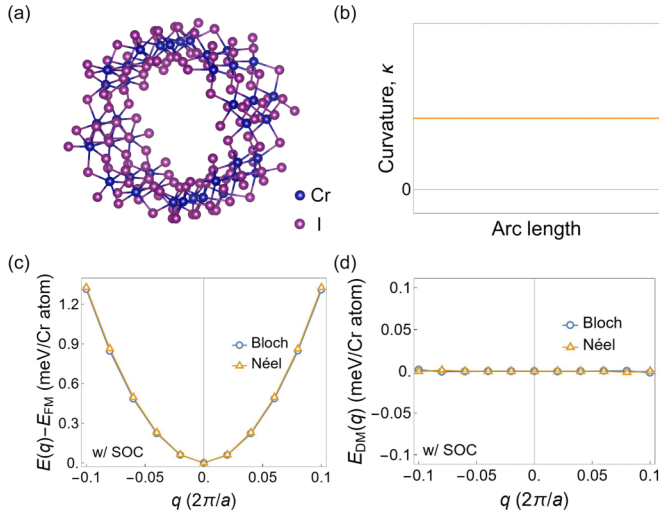 (a)
Cr
I
(b)
Curvature, κ
0
Arc length
(c)
E(q)−E_FM (meV/Cr atom)
1.2
0.9
0.6
0.3
0.
Bloch
Néel
w/ SOC
−0.1
−0.05
0.
0.05
0.1
q (2π/a)
(d)
E_DM(q) (meV/Cr atom)
0.1
0.05
0.
−0.05
−0.1
Bloch
Néel
w/ SOC
−0.1
−0.05
0.
0.05
0.1
q (2π/a)